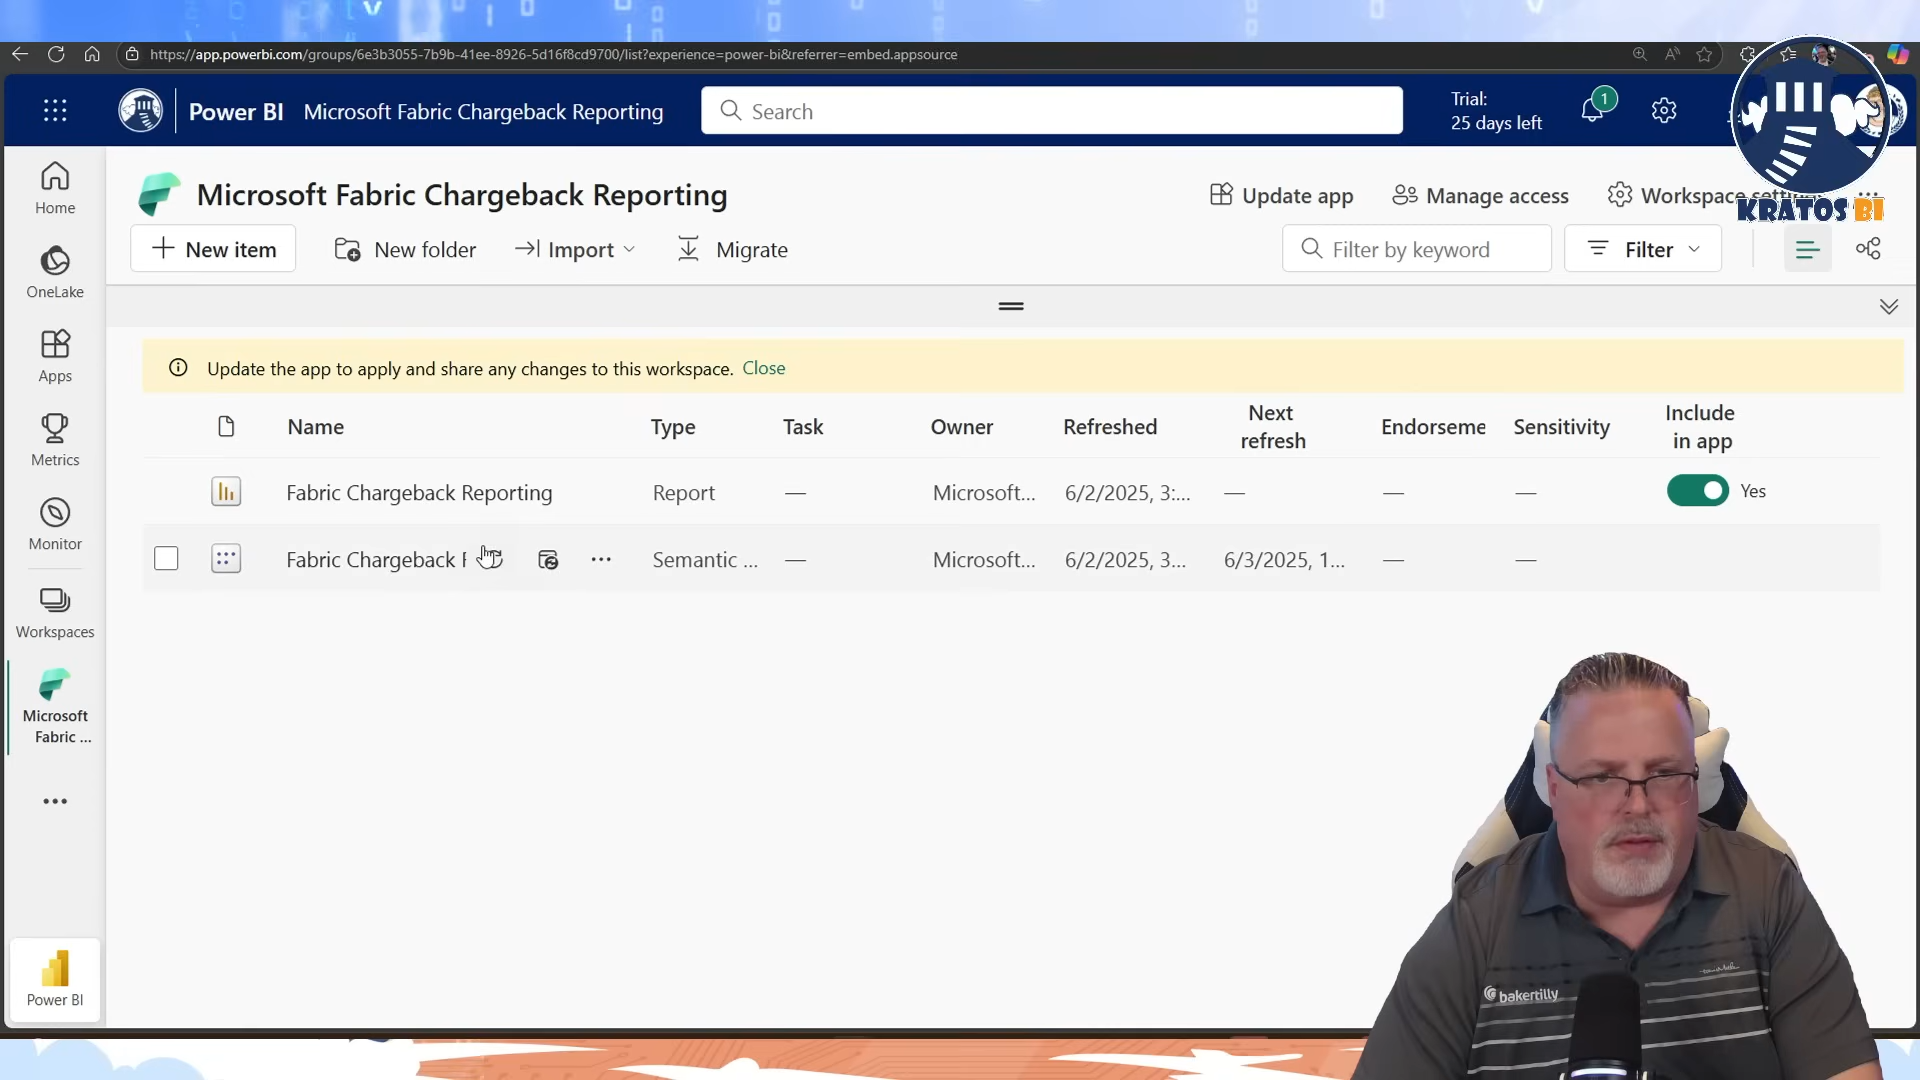 https://app.powerbi.com/groups/6e3b3055-7b9b-41ee-8926-5d16f8cd9700/list?experience=power-bi&referrer=embed.appsource
Power BI
Microsoft Fabric Chargeback Reporting
Search
Trial:
25 days left
1
Home
OneLake
Apps
Metrics
Monitor
Workspaces
Microsoft
Fabric ...
Power BI
Microsoft Fabric Chargeback Reporting
Update app
Manage access
Workspace
KRATOS BI
New item
New folder
Import
Migrate
Filter by keyword
Filter
Update the app to apply and share any changes to this workspace. Close
Name
Type
Task
Owner
Refreshed
Next
refresh
Endorseme
Sensitivity
Include
in app
Fabric Chargeback Reporting
Report
—
Microsoft...
6/2/2025, 3:...
—
—
—
Yes
Fabric Chargeback
Semantic ...
—
Microsoft...
6/2/2025, 3...
6/3/2025, 1...
—
—
bakertilly